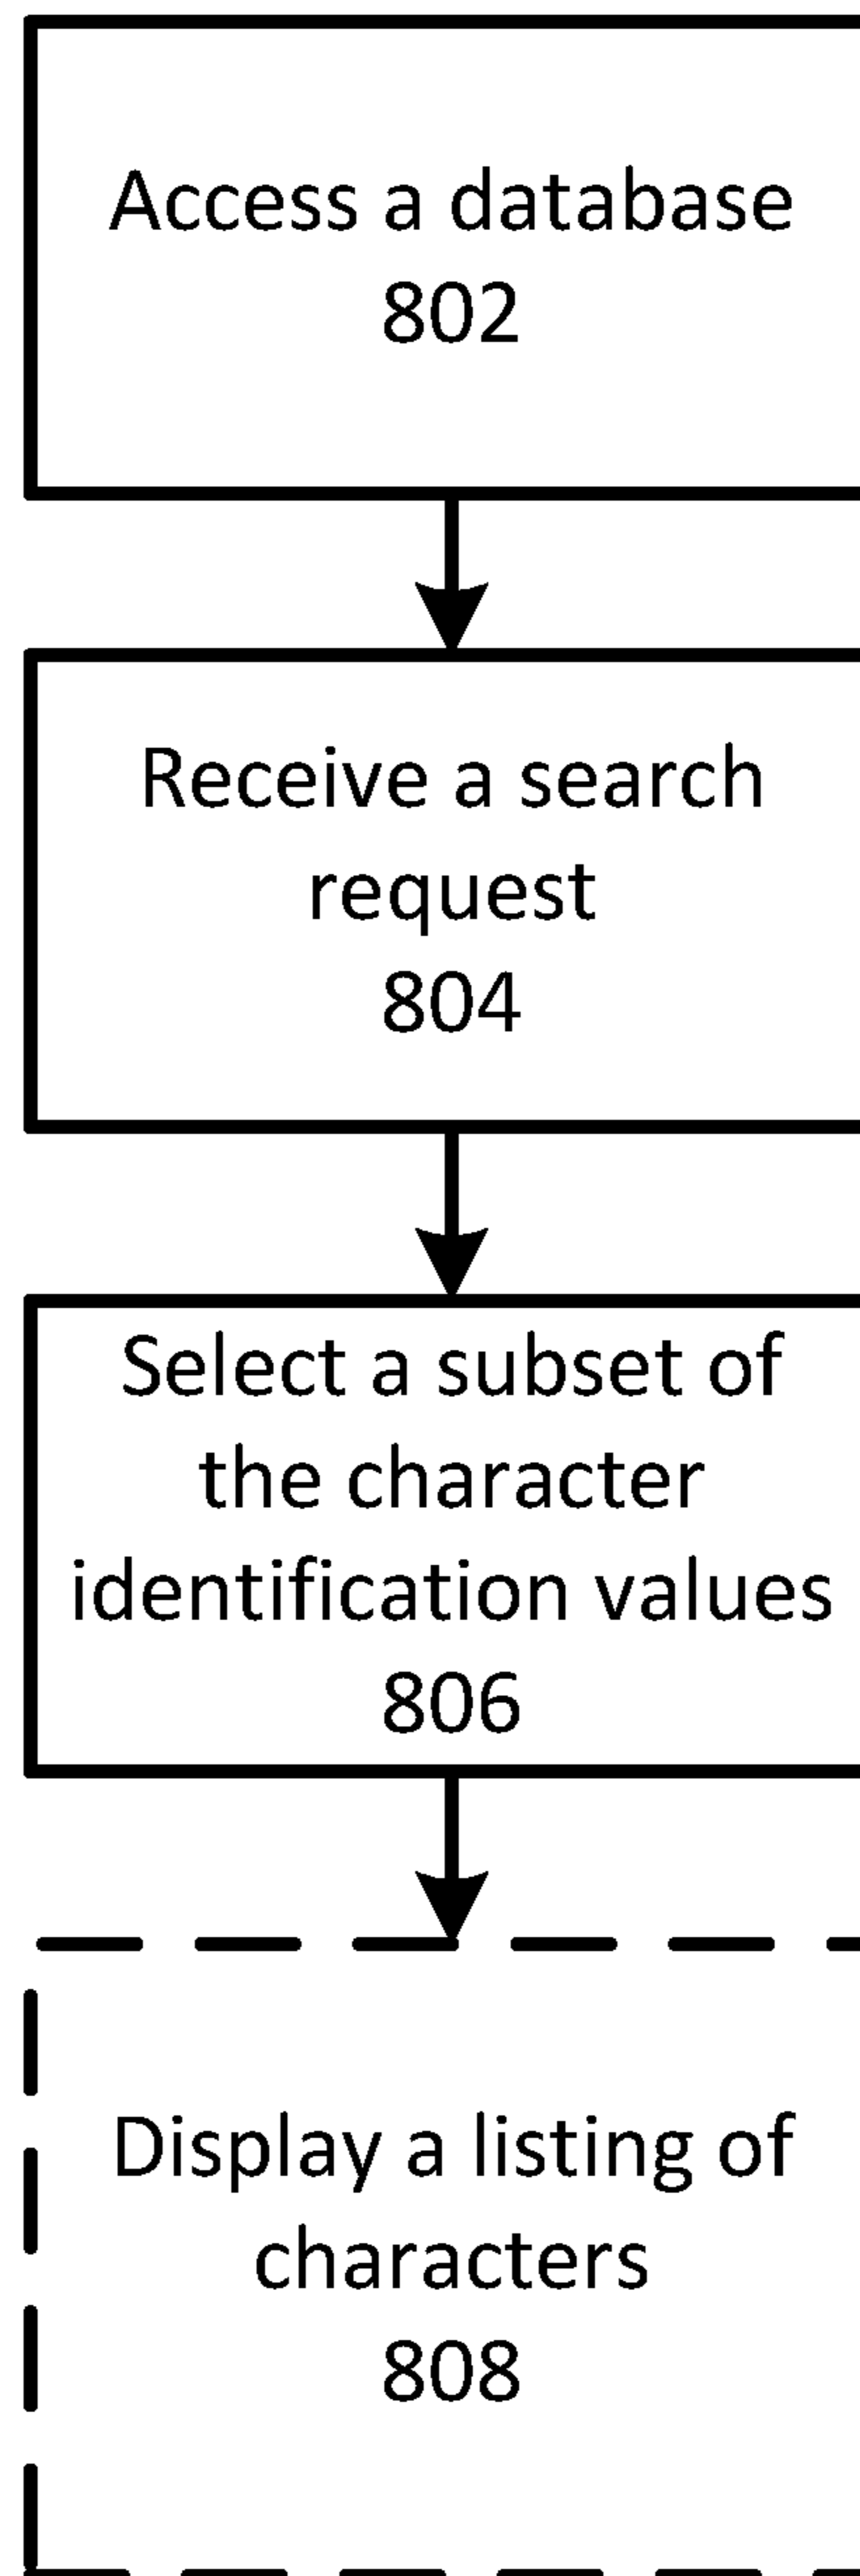 Access a database
802
Receive a search
request
804
Select a subset of
the character
identification values
806
Display a listing of
characters
808